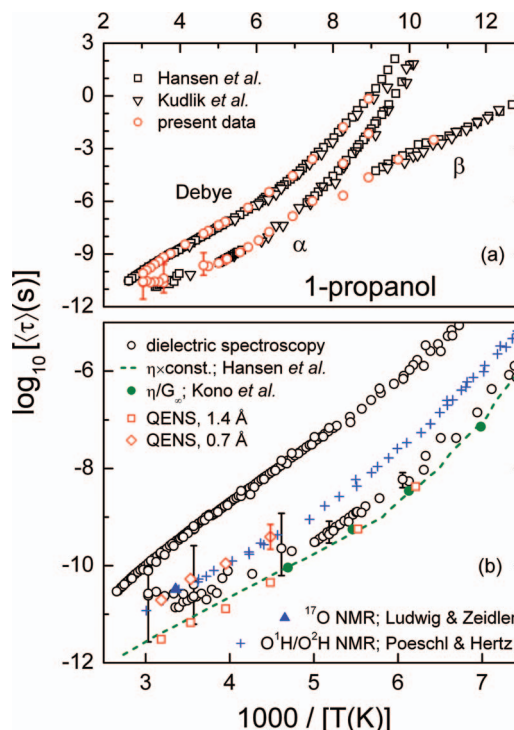 4 6 8 10 12
3
0
-3
-6
-9
-12
Hansen et al.
Kudlik et al.
present data
Debye
α
β
(a)
1-propanol
log10 [⟨τ⟩(s)]
-6
-8
-10
-12
dielectric spectroscopy
η×const.; Hansen et al.
η/G∞; Kono et al.
QENS, 1.4 Å
QENS, 0.7 Å
(b)
17O NMR; Ludwig & Zeidler
O1H/O2H NMR; Poeschl & Hertz
3 4 5 6 7
1000 / [T(K)]